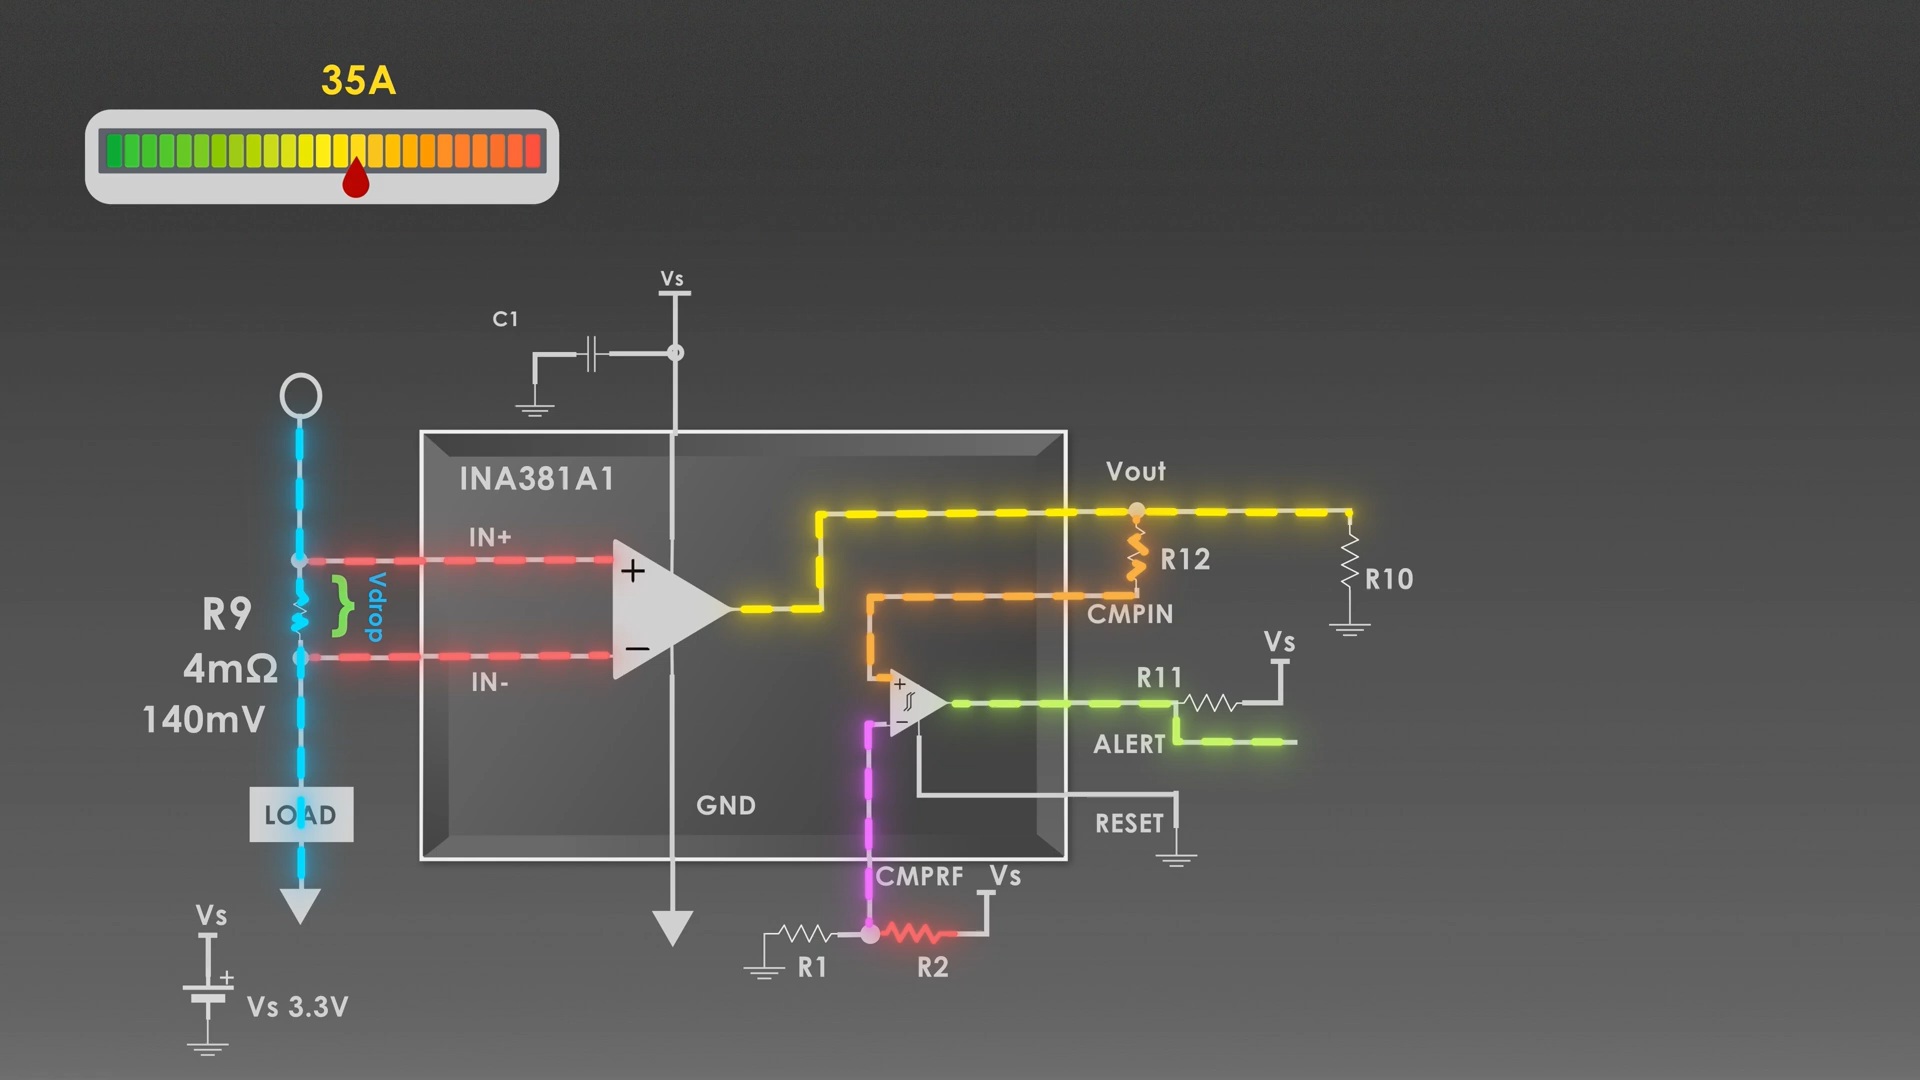 35A
Vs
C1
INA381A1
Vout
IN+
R12
R10
Vdrop
R9
CMPIN
Vs
4mΩ
IN-
R11
140mV
ALERT
GND
LOAD
RESET
CMPRF
Vs
Vs
R1
R2
Vs 3.3V